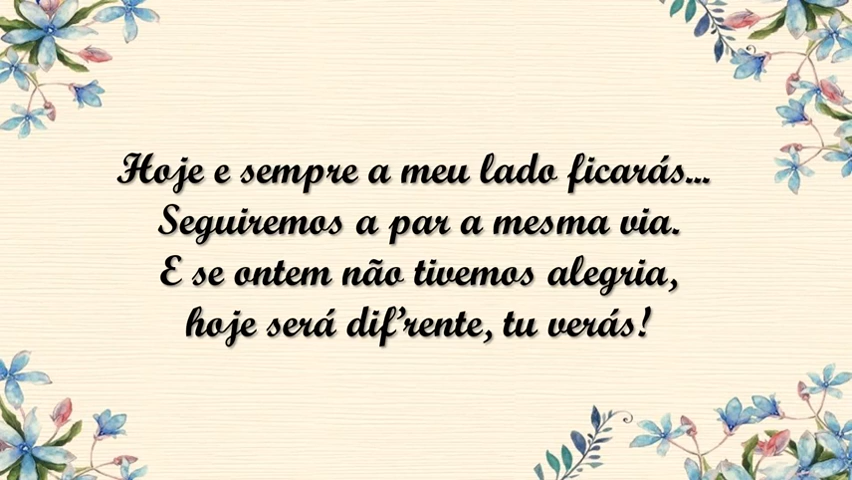 Hoje e sempre a meu lado ficarás...
Seguiremos a par a mesma via.
E se ontem não tivemos alegria,
hoje será dif'rente, tu verás!